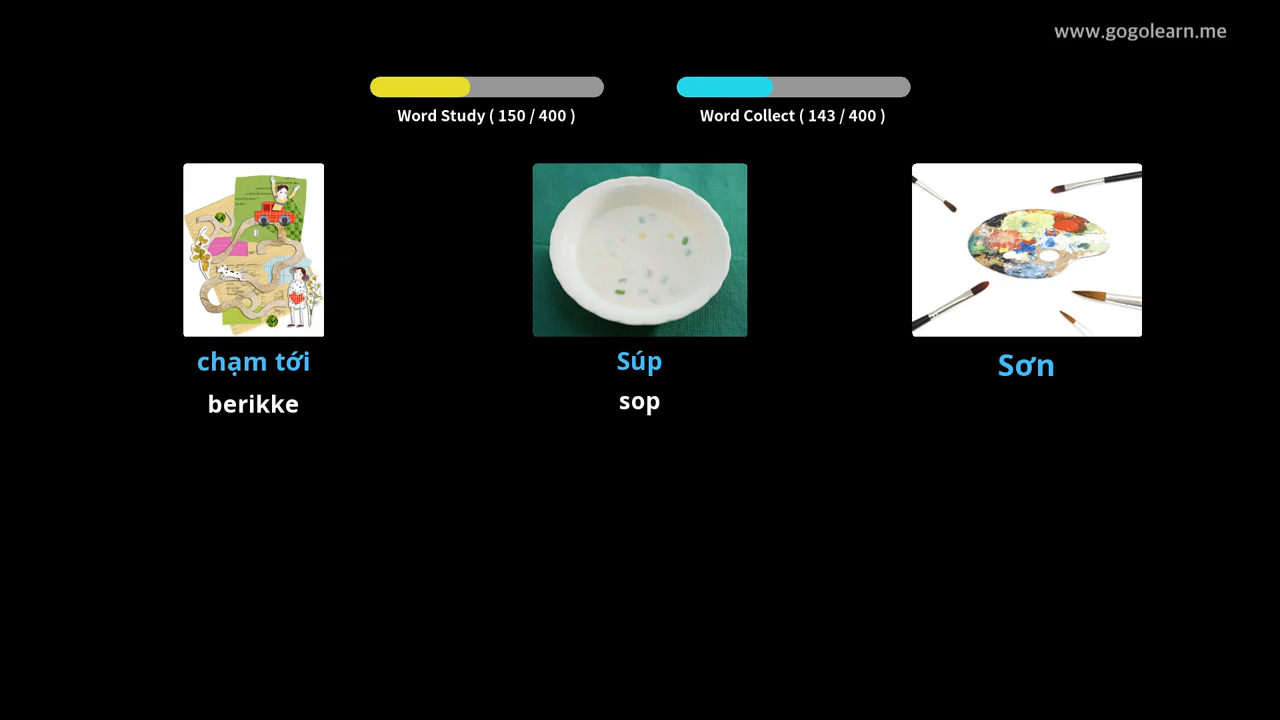 www.gogolearn.me
Word Study ( 150 / 400 )
Word Collect ( 143 / 400 )
chạm tới
berikke
Súp
sop
Sơn